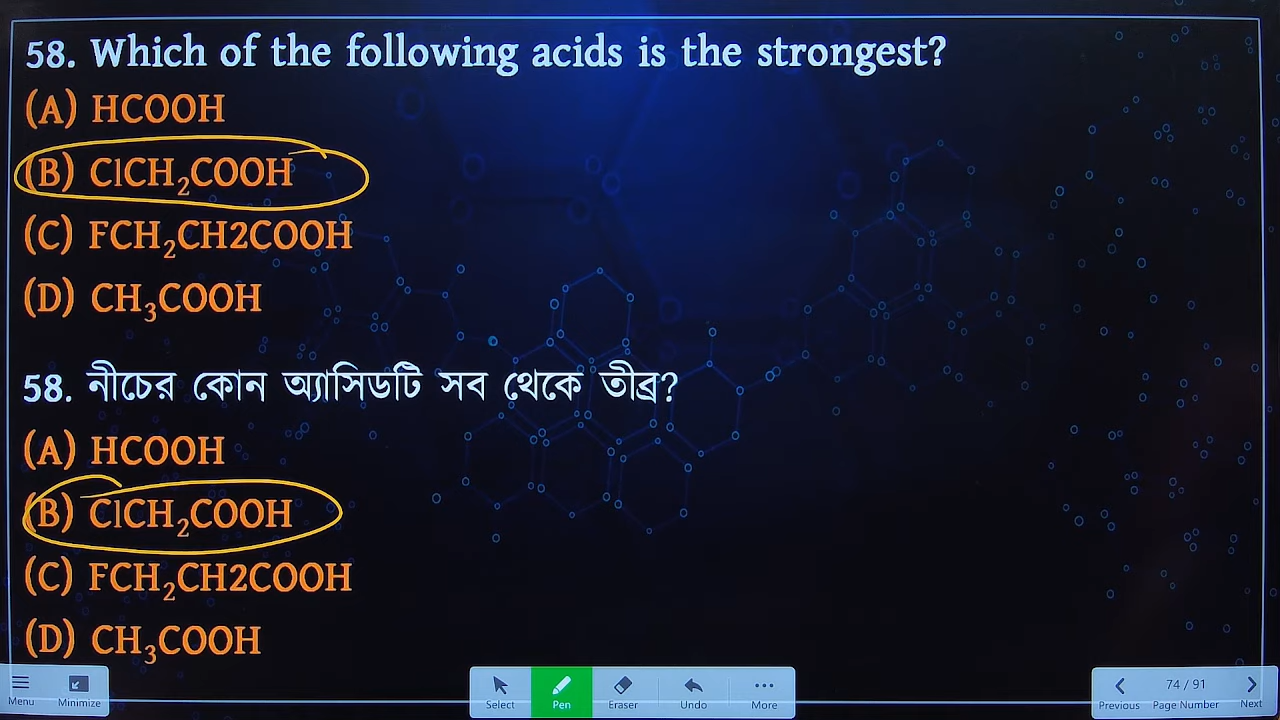 58. Which of the following acids is the strongest?
(A) HCOOH
(B) ClCH₂COOH
(C) FCH₂CH2COOH
(D) CH₃COOH
58. নীচের কোন অ্যাসিডটি সব থেকে তীব্র?
(A) HCOOH
(B) ClCH₂COOH
(C) FCH₂CH2COOH
(D) CH₃COOH
Menu Minimize Select Pen Eraser Undo More Previous 74 / 91 Page Number Next